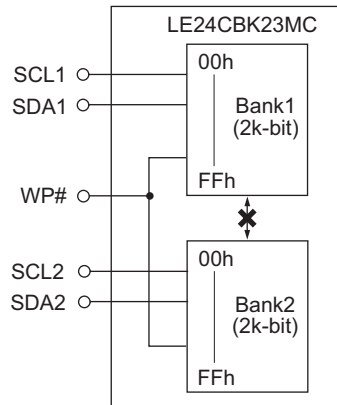 LE24CBK23MC
SCL1
SDA1
00h
Bank1
(2k-bit)
WP#
FFh
SCL2
SDA2
00h
Bank2
(2k-bit)
FFh